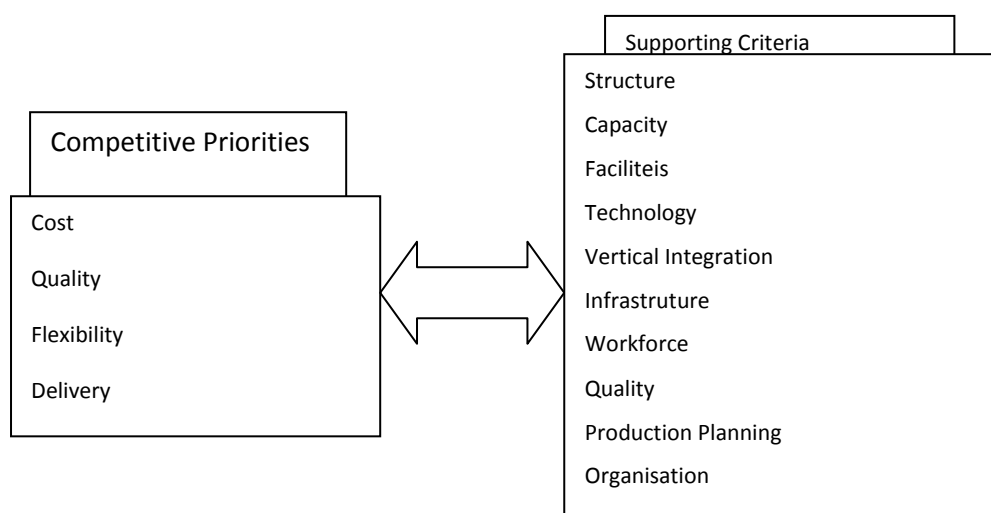 Competitive Priorities
Cost
Quality
Flexibility
Delivery
Supporting Criteria
Structure
Capacity
Faciliteis
Technology
Vertical Integration
Infrastruture
Workforce
Quality
Production Planning
Organisation